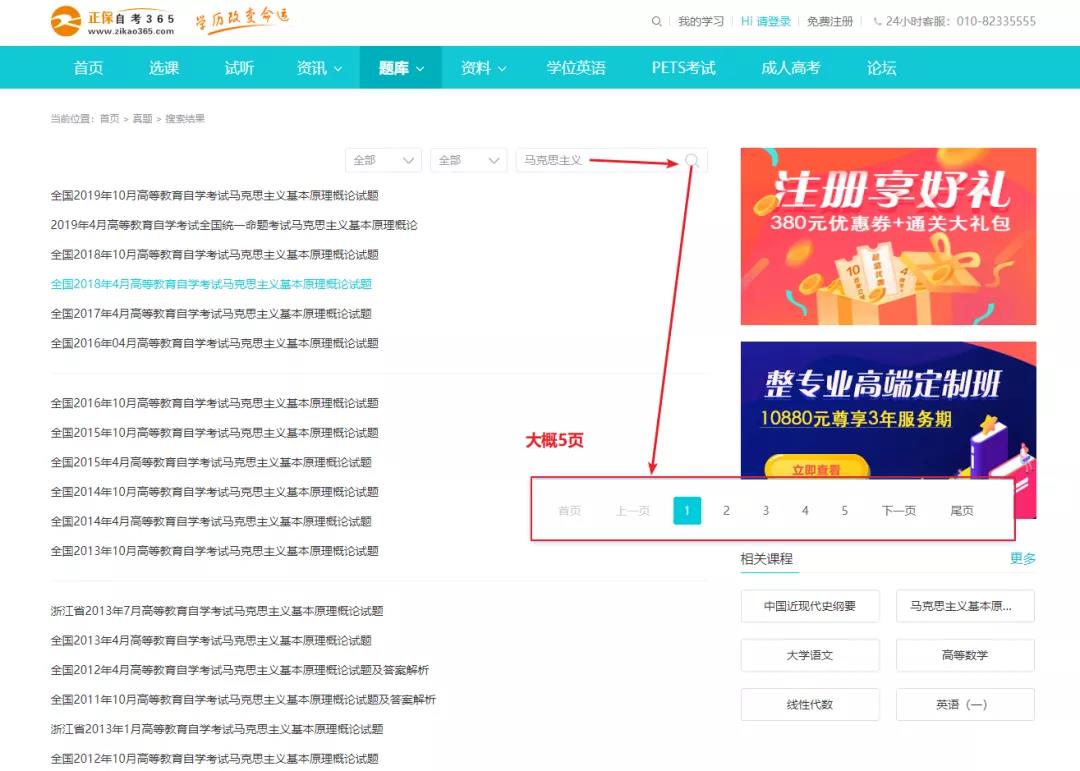 正保自考365
www.zikao365.com
学历改变命运
我的学习 Hi 请登录 免费注册 24小时客服：010-82335555
首页 选课 试听 资讯 题库 资料 学位英语 PETS考试 成人高考 论坛
当前位置：首页 > 真题 > 搜索结果
全部 全部 马克思主义
全国2019年10月高等教育自学考试马克思主义基本原理概论试题
2019年4月高等教育自学考试全国统一命题考试马克思主义基本原理概论
全国2018年10月高等教育自学考试马克思主义基本原理概论试题
全国2018年4月高等教育自学考试马克思主义基本原理概论试题
全国2017年4月高等教育自学考试马克思主义基本原理概论试题
全国2016年04月高等教育自学考试马克思主义基本原理概论试题
全国2016年10月高等教育自学考试马克思主义基本原理概论试题
全国2015年10月高等教育自学考试马克思主义基本原理概论试题
全国2015年4月高等教育自学考试马克思主义基本原理概论试题
全国2014年10月高等教育自学考试马克思主义基本原理概论试题
全国2014年4月高等教育自学考试马克思主义基本原理概论试题
全国2013年10月高等教育自学考试马克思主义基本原理概论试题
浙江省2013年7月高等教育自学考试马克思主义基本原理概论试题
全国2013年4月高等教育自学考试马克思主义基本原理概论试题
全国2012年4月高等教育自学考试马克思主义基本原理概论试题及答案解析
全国2011年10月高等教育自学考试马克思主义基本原理概论试题及答案解析
浙江省2013年1月高等教育自学考试马克思主义基本原理概论试题
全国2012年10月高等教育自学考试马克思主义基本原理概论试题
注册享好礼
380元优惠券+通关大礼包
10 超值优惠 4
整专业高端定制班
10880元尊享3年服务期
立即查看
大概5页
首页 上一页 1 2 3 4 5 下一页 尾页
相关课程 更多
中国近现代史纲要 马克思主义基本原...
大学语文 高等数学
线性代数 英语（一）